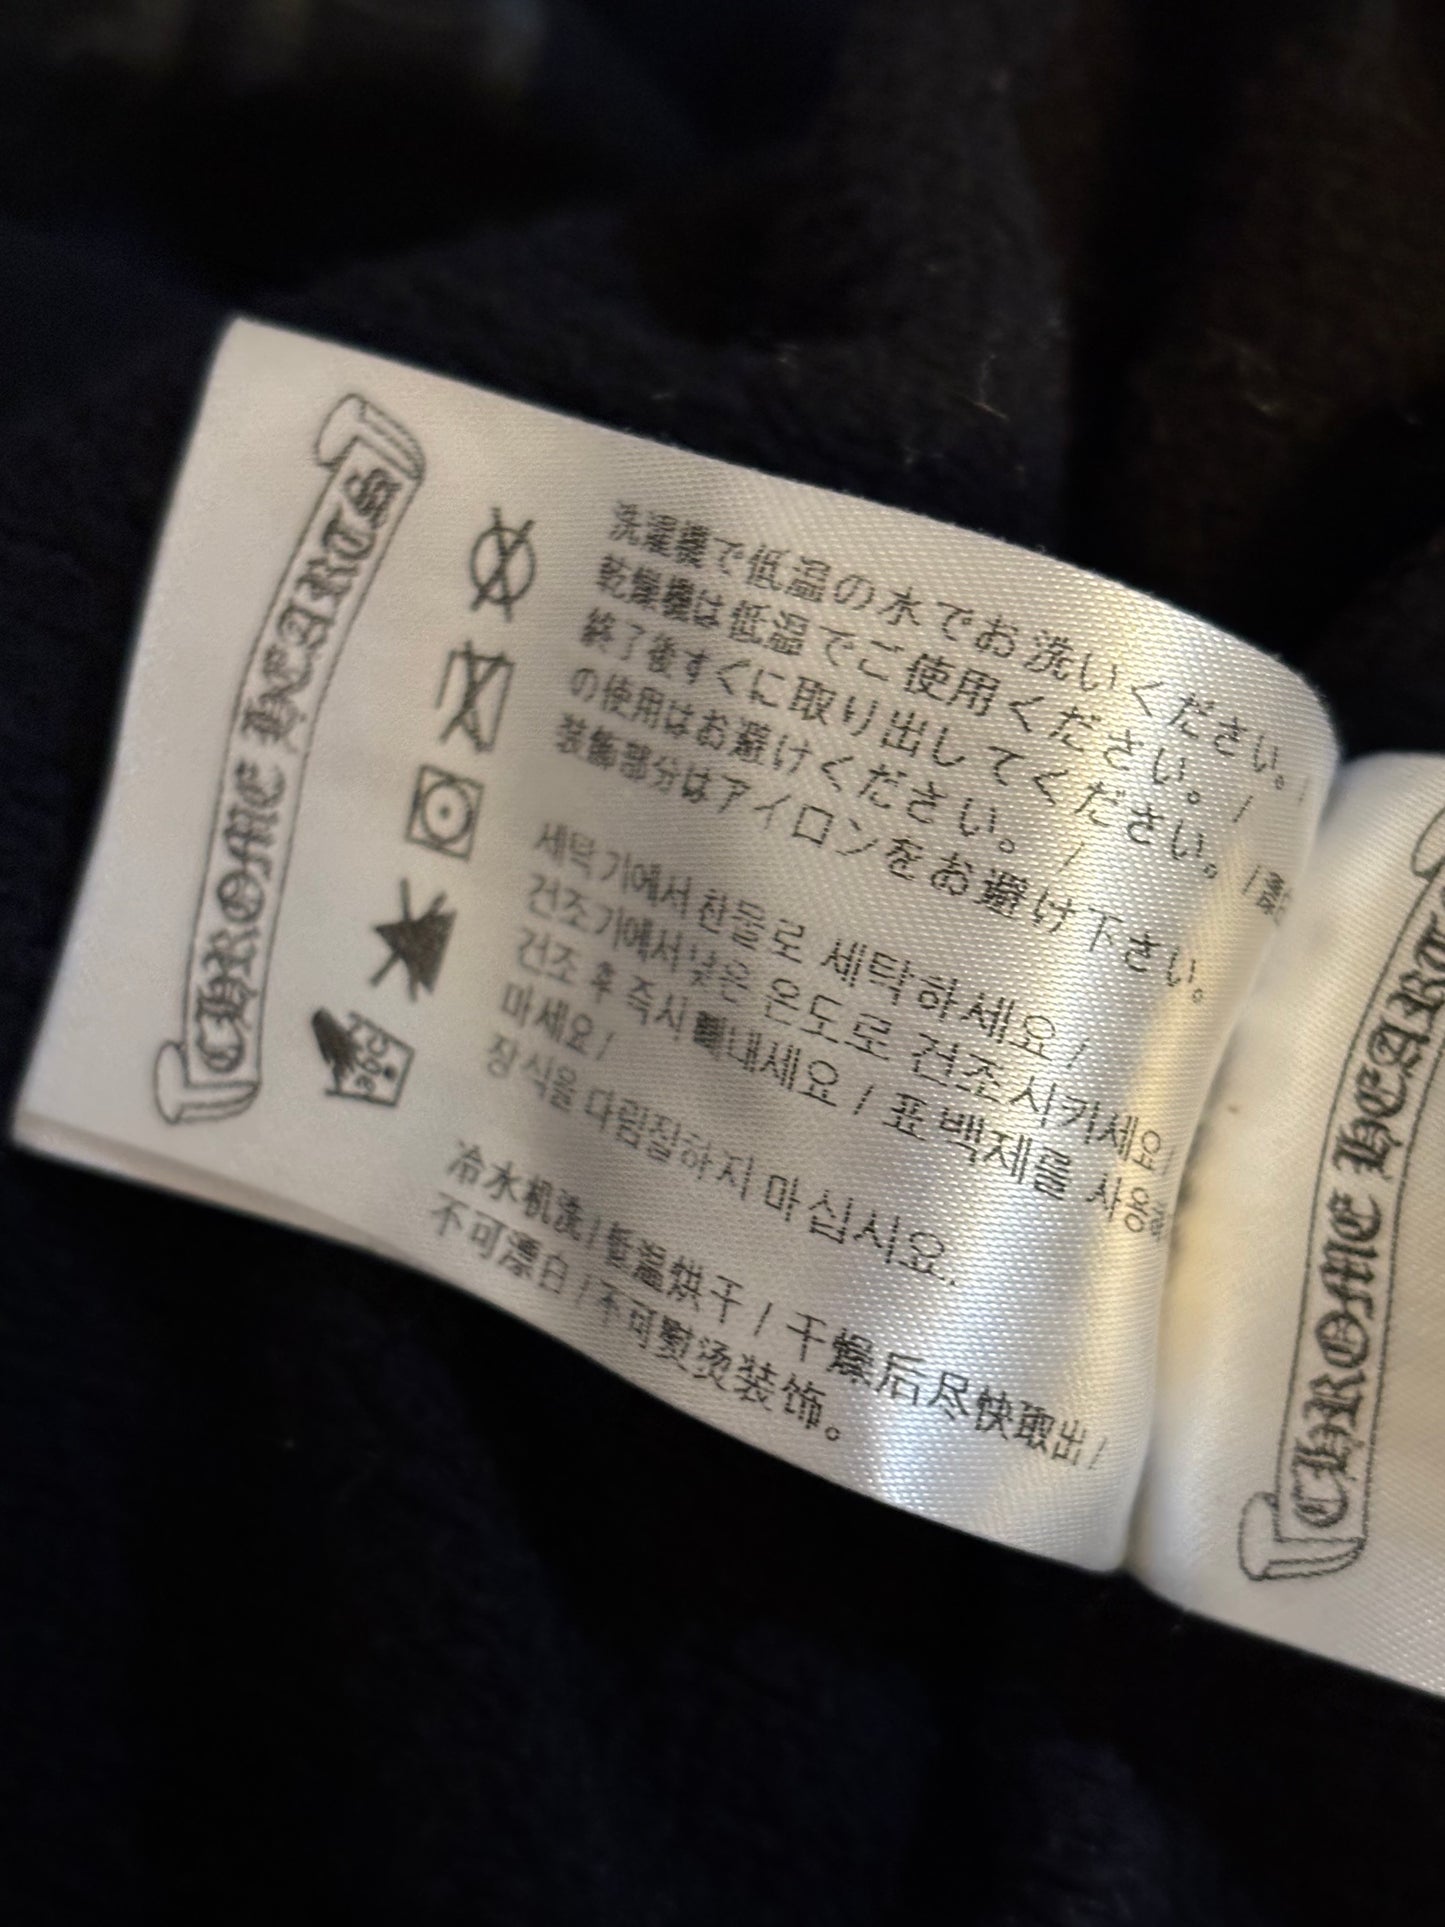 CHROME HEARTS
洗濯機で低温の水でお洗いください。/
乾燥機は低温でご使用ください。/
終了後すぐに取り出してください。/漂白
の使用はお避けください。/
装飾部分はアイロンをお避け下さい。
세탁기에서 찬물로 세탁하세요 /
건조기에서 낮은 온도로 건조시키세요/
건조 후 즉시 빼내세요 / 표백제를 사용
마세요 /
장식을 다림질하지 마십시오.
冷水机洗/低温烘干 / 干燥后尽快取出 /
不可漂白 / 不可熨烫装饰。
CHROME HEART